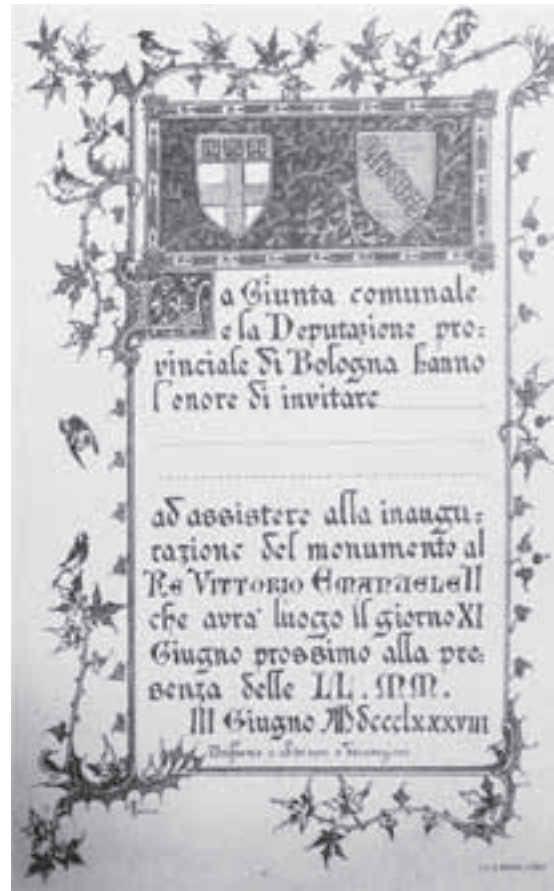 La Giunta comunale
e la Deputazione pro-
vinciale di Bologna hanno
l'onore di invitare
ad assistere alla inaugu-
razione del monumento al
Re VITTORIO EMANUELE II
che avra' luogo il giorno XI
Giugno prossimo alla pre-
senza delle LL. MM.
III Giugno MDccclxxxviii